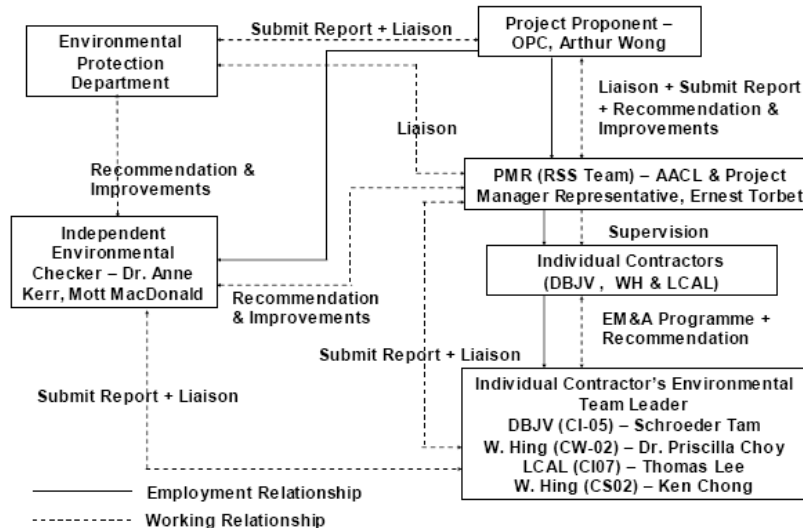 Environmental
Protection
Department
Submit Report + Liaison
Project Proponent –
OPC, Arthur Wong
Liaison + Submit Report
+ Recommendation &
Improvements
Liaison
Recommendation &
Improvements
PMR (RSS Team) – AACL & Project
Manager Representative, Ernest Torbet
Independent
Environmental
Checker – Dr. Anne
Kerr, Mott MacDonald
Supervision
Individual Contractors
(DBJV , WH & LCAL)
Recommendation
& Improvements
EM&A Programme +
Recommendation
Submit Report + Liaison
Submit Report + Liaison
Individual Contractor's Environmental
Team Leader
DBJV (CI-05) – Schroeder Tam
W. Hing (CW-02) – Dr. Priscilla Choy
LCAL (CI07) – Thomas Lee
W. Hing (CS02) – Ken Chong
Employment Relationship
Working Relationship